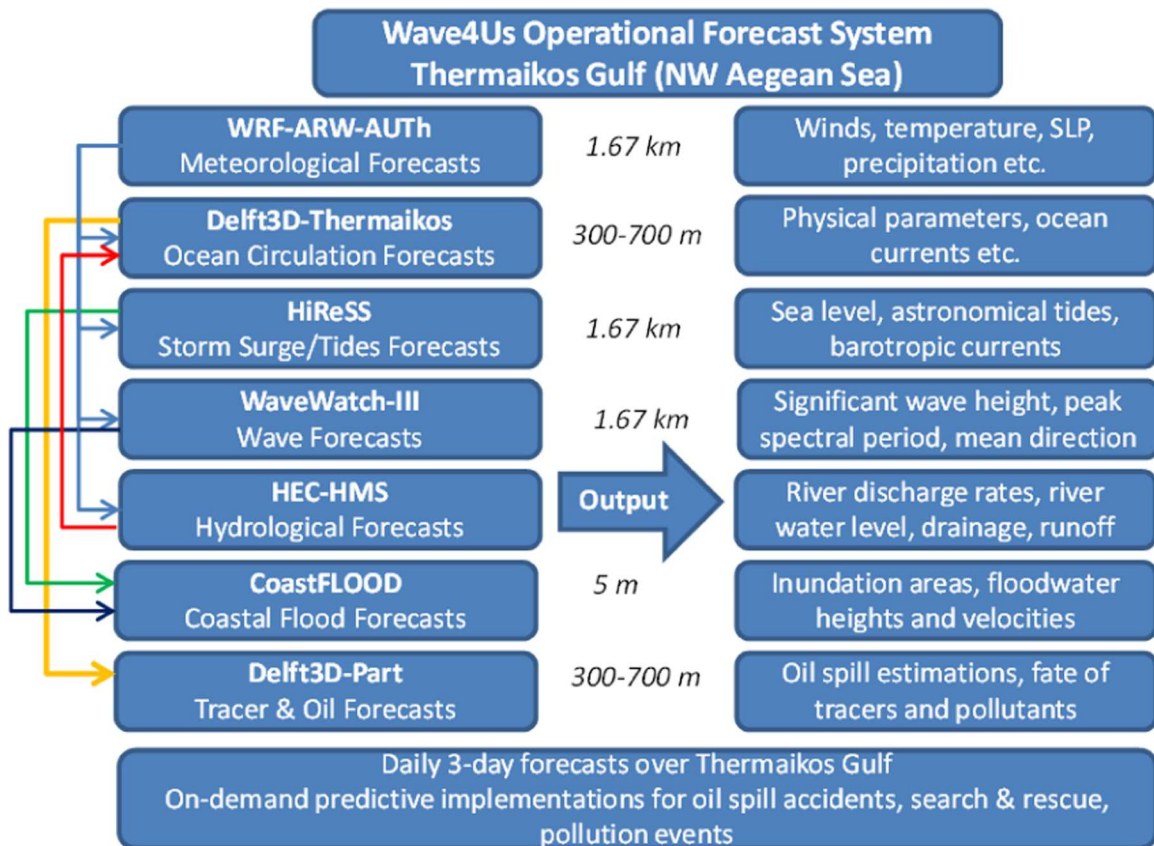 Wave4Us Operational Forecast System
Thermaikos Gulf (NW Aegean Sea)
WRF-ARW-AUTh
Meteorological Forecasts
1.67 km
Winds, temperature, SLP,
precipitation etc.
Delft3D-Thermaikos
Ocean Circulation Forecasts
300-700 m
Physical parameters, ocean
currents etc.
HiReSS
Storm Surge/Tides Forecasts
1.67 km
Sea level, astronomical tides,
barotropic currents
WaveWatch-III
Wave Forecasts
1.67 km
Significant wave height, peak
spectral period, mean direction
HEC-HMS
Hydrological Forecasts
Output
River discharge rates, river
water level, drainage, runoff
CoastFLOOD
Coastal Flood Forecasts
5 m
Inundation areas, floodwater
heights and velocities
Delft3D-Part
Tracer & Oil Forecasts
300-700 m
Oil spill estimations, fate of
tracers and pollutants
Daily 3-day forecasts over Thermaikos Gulf
On-demand predictive implementations for oil spill accidents, search & rescue,
pollution events